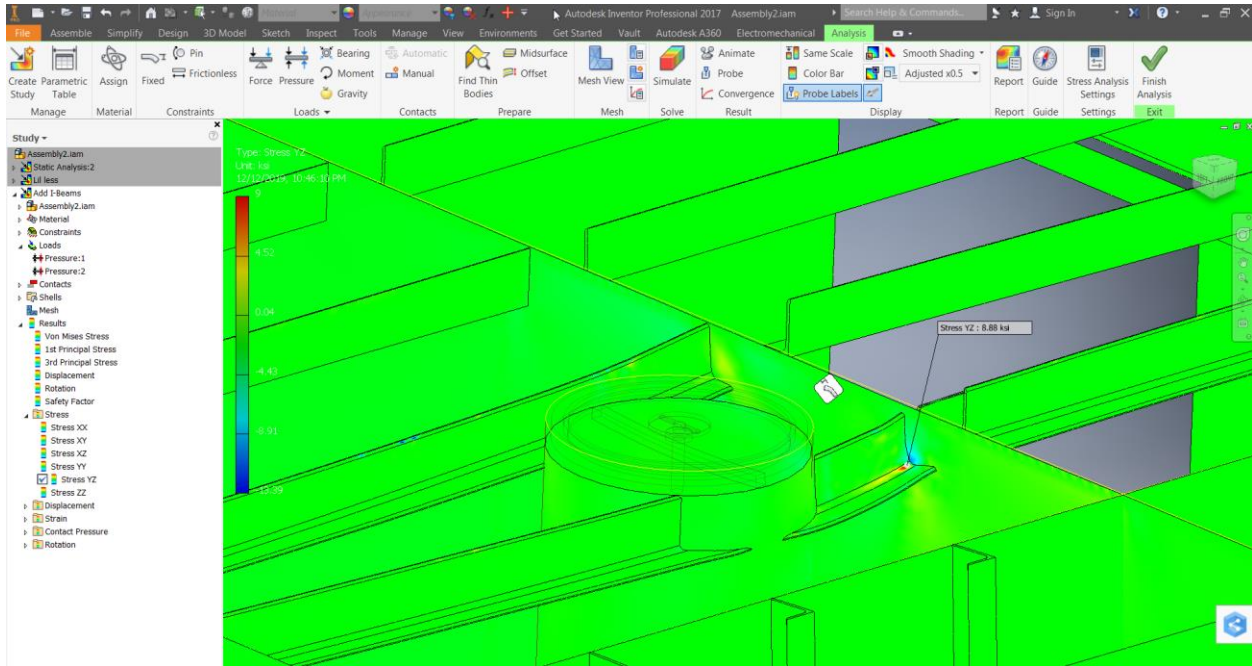 Autodesk Inventor Professional 2017 Assembly2.iam
Search Help & Commands...
Sign In
File Assemble Simplify Design 3D Model Sketch Inspect Tools Manage View Environments Get Started Vault Autodesk A360 Electromechanical Analysis
Create Study
Parametric Table
Assign
Fixed
Pin
Frictionless
Force
Pressure
Bearing
Moment
Gravity
Automatic
Manual
Find Thin Bodies
Midsurface
Offset
Mesh View
Simulate
Animate
Probe
Convergence
Same Scale
Color Bar
Probe Labels
Smooth Shading
Adjusted x0.5
Report
Guide
Stress Analysis Settings
Finish Analysis
Manage Material Constraints Loads Contacts Prepare Mesh Solve Result Display Report Guide Settings Exit
Study
Assembly2.iam
Static Analysis:2
Lil less
Add I-Beams
Assembly2.iam
Material
Constraints
Loads
Pressure:1
Pressure:2
Contacts
Shells
Mesh
Results
Von Mises Stress
1st Principal Stress
3rd Principal Stress
Displacement
Rotation
Safety Factor
Stress
Stress XX
Stress XY
Stress XZ
Stress YY
Stress YZ
Stress ZZ
Displacement
Strain
Contact Pressure
Rotation
Type: Stress YZ
Unit: ksi
12/12/2019, 10:46:10 PM
9
4.52
0.04
-4.43
-8.91
-13.39
Stress YZ : 8.88 ksi